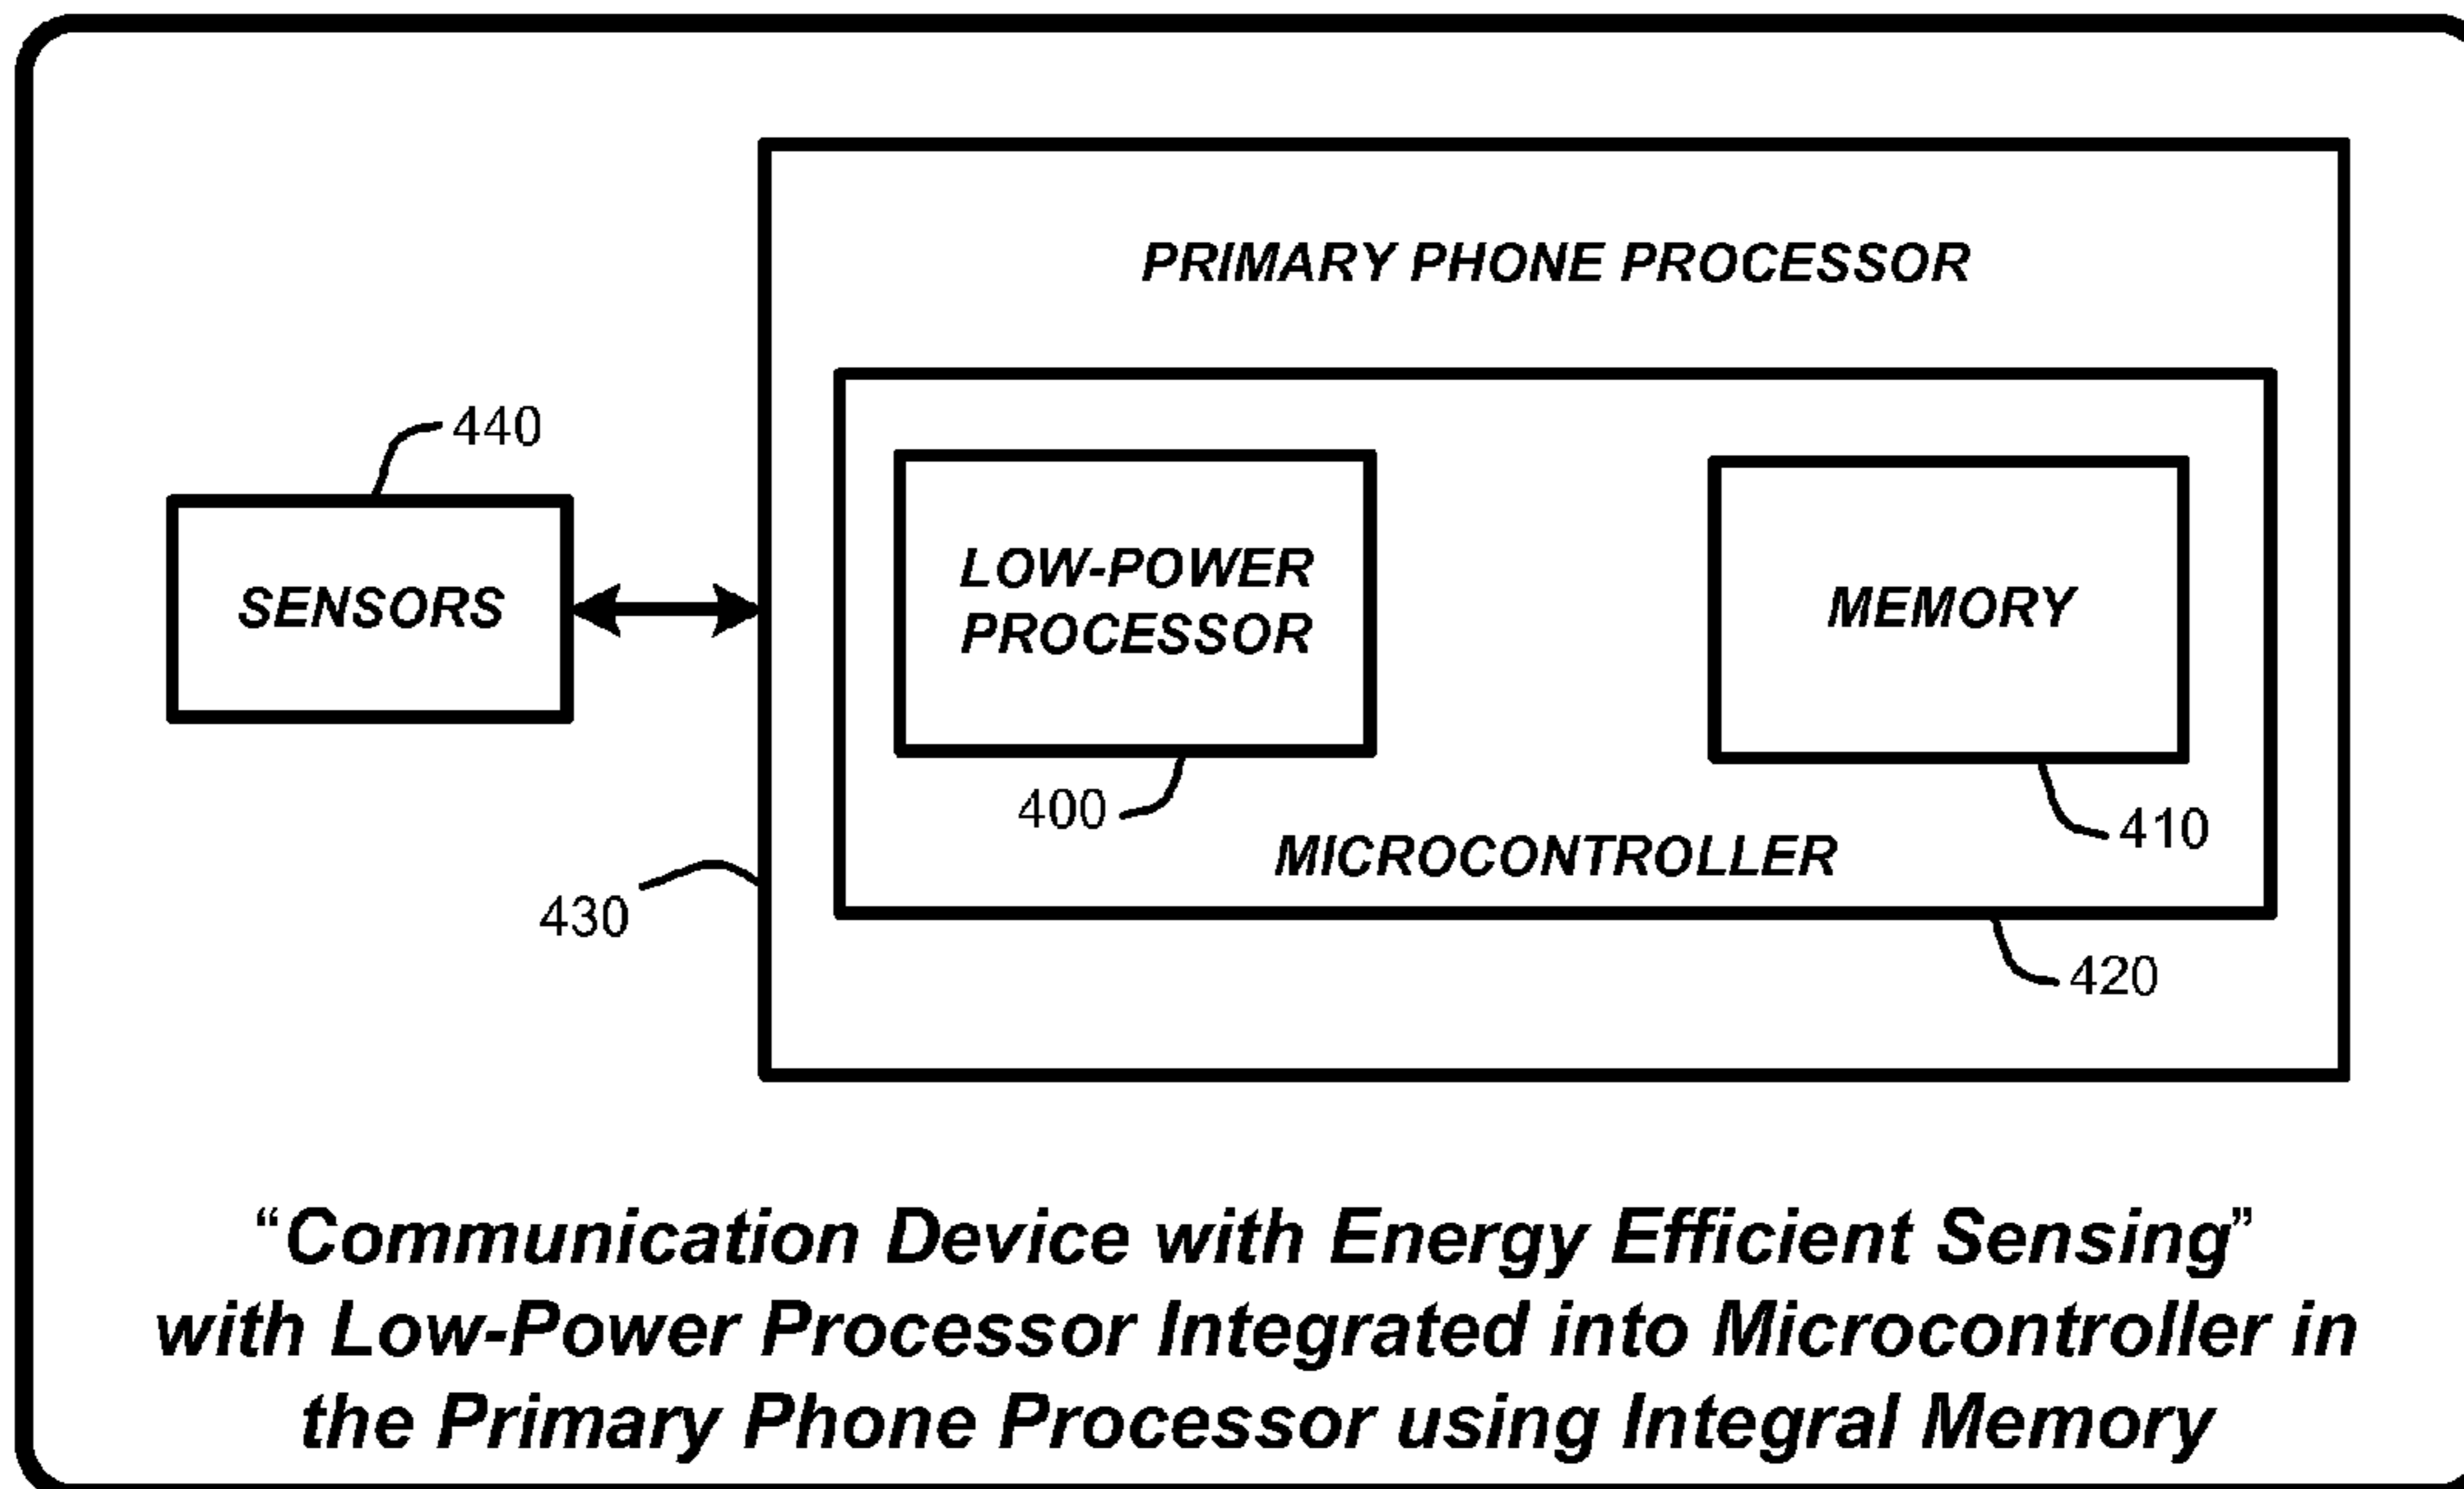 PRIMARY PHONE PROCESSOR
440
SENSORS
LOW-POWER
PROCESSOR
MEMORY
400
410
MICROCONTROLLER
430
420
“Communication Device with Energy Efficient Sensing”
with Low-Power Processor Integrated into Microcontroller in
the Primary Phone Processor using Integral Memory